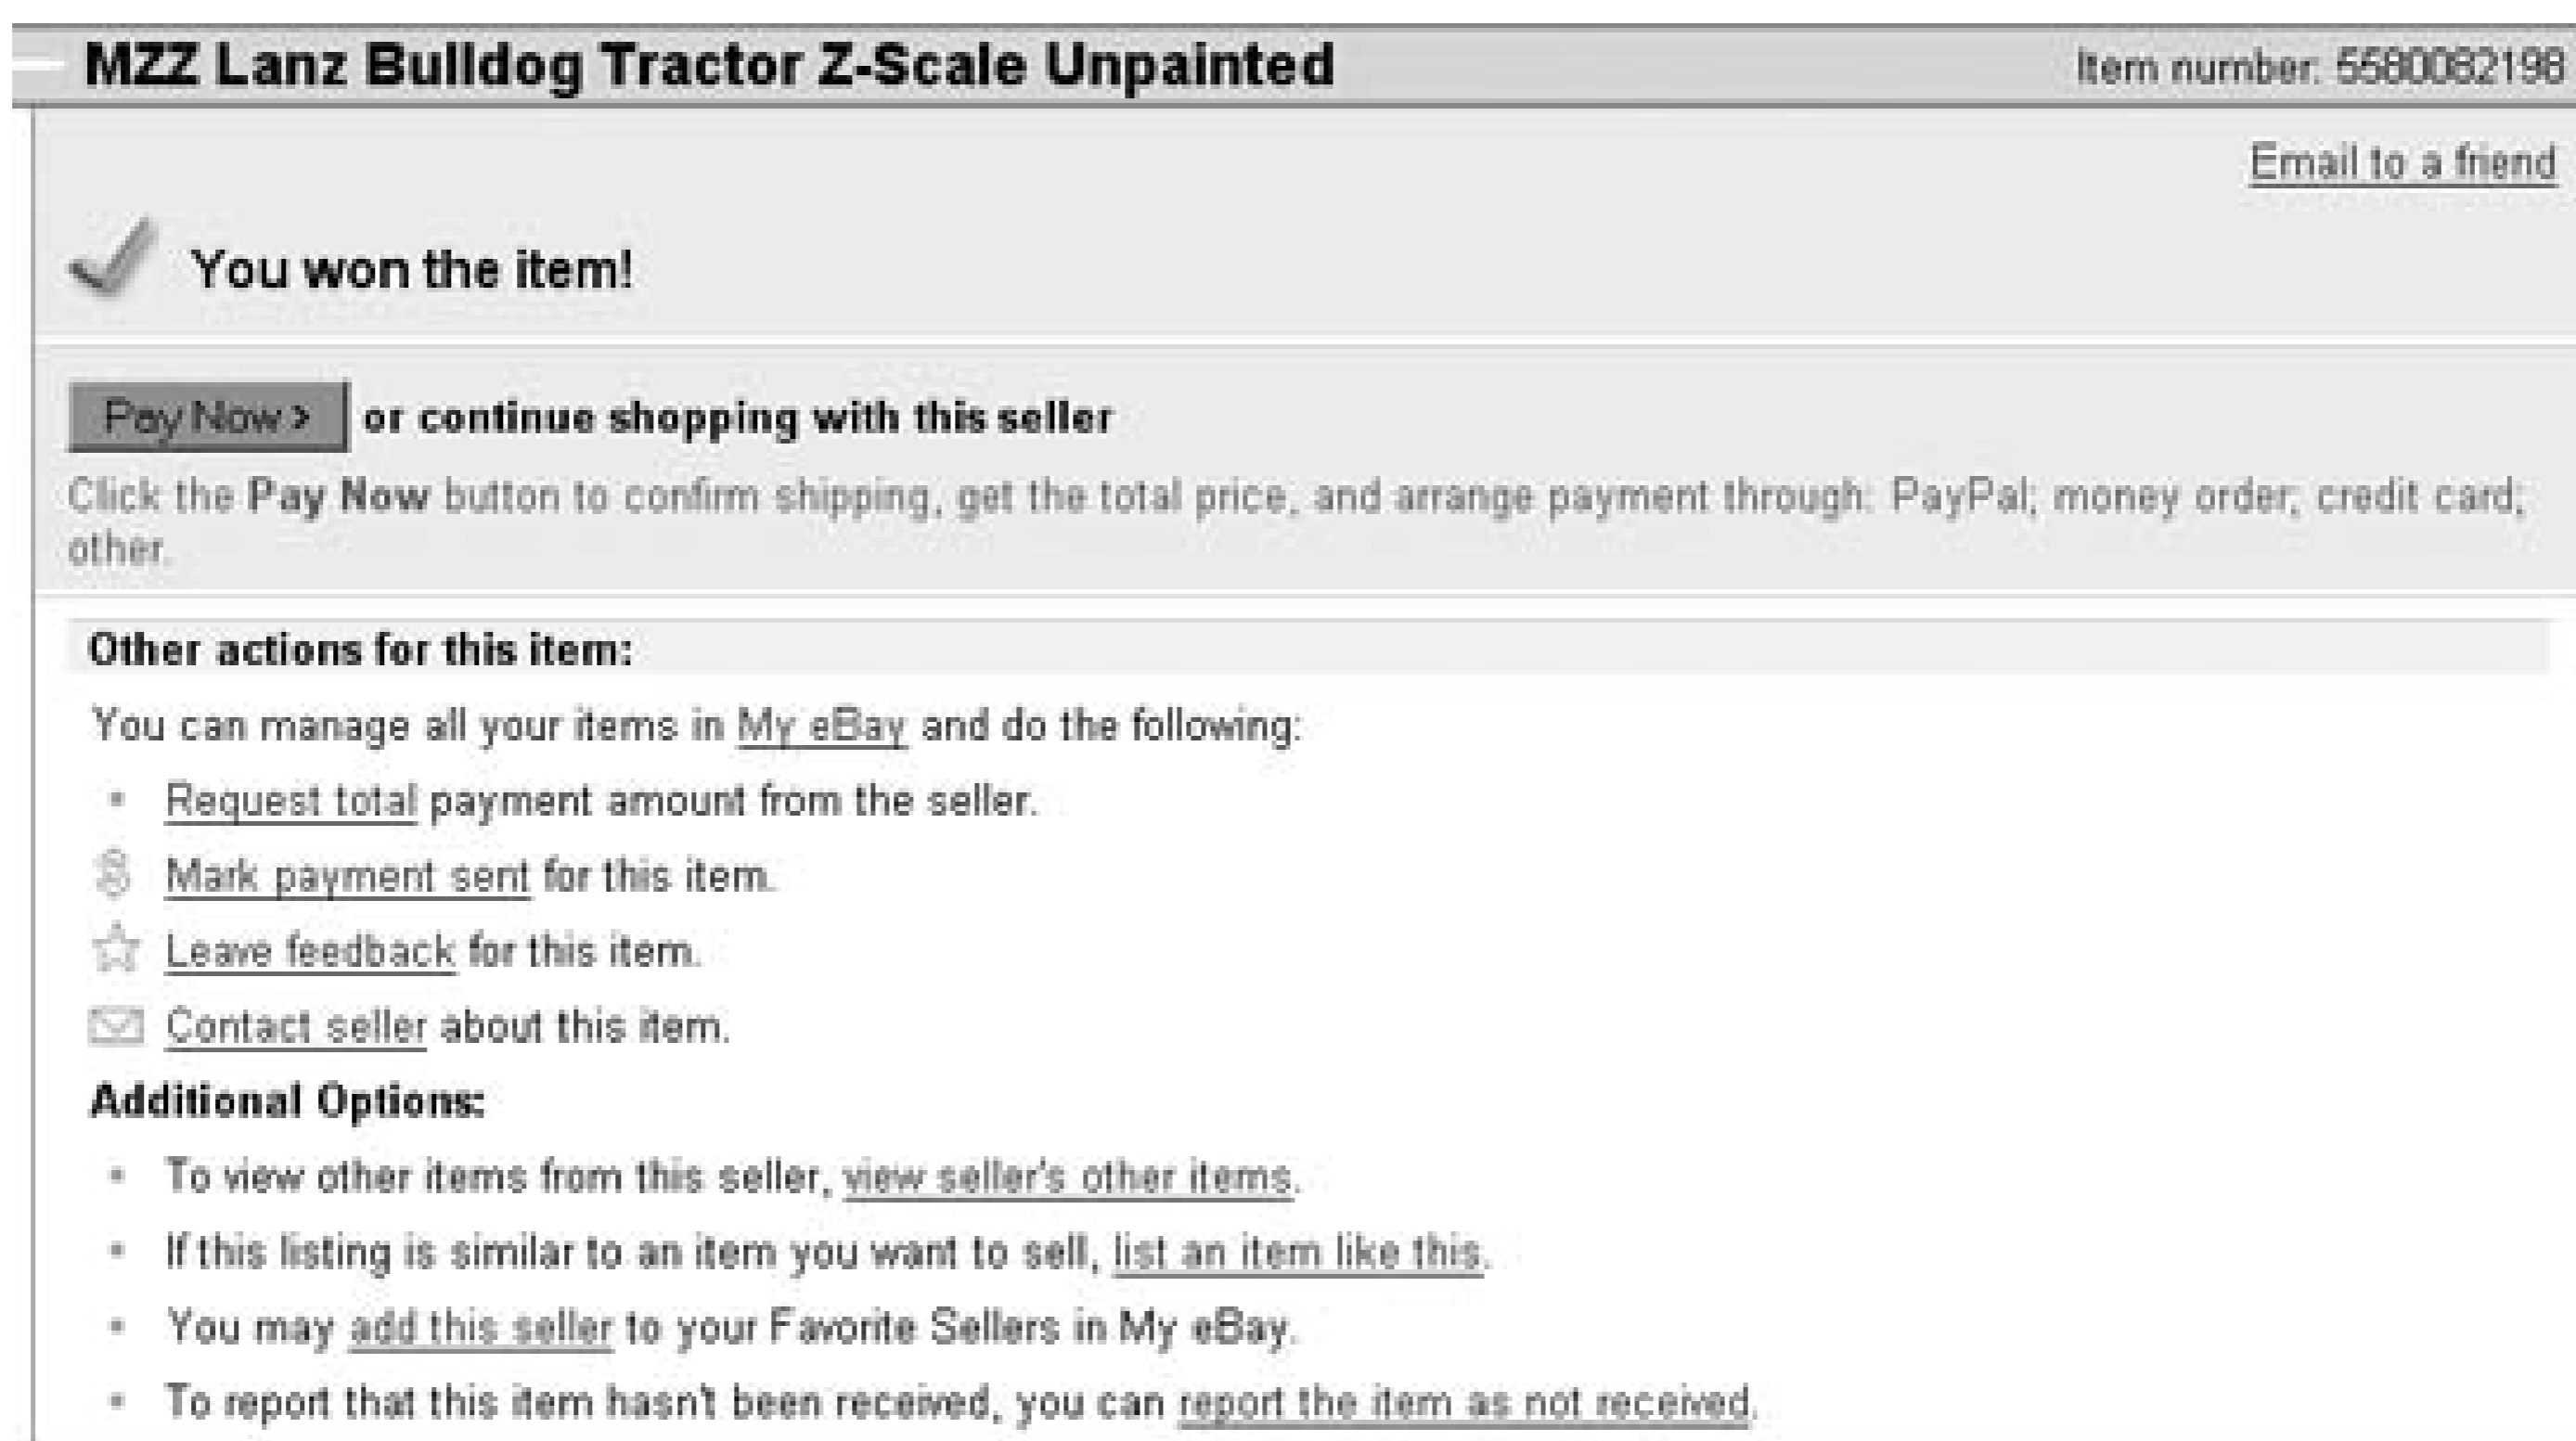 MZZ Lanz Bulldog Tractor Z-Scale Unpainted
Item number: 5580082198
Email to a friend
You won the item!
Pay Now > or continue shopping with this seller
Click the Pay Now button to confirm shipping, get the total price, and arrange payment through: PayPal; money order; credit card;
other.
Other actions for this item:
You can manage all your items in My eBay and do the following:
Request total payment amount from the seller.
Mark payment sent for this item.
Leave feedback for this item.
Contact seller about this item.
Additional Options:
To view other items from this seller, view seller's other items.
If this listing is similar to an item you want to sell, list an item like this.
You may add this seller to your Favorite Sellers in My eBay.
To report that this item hasn't been received, you can report the item as not received.